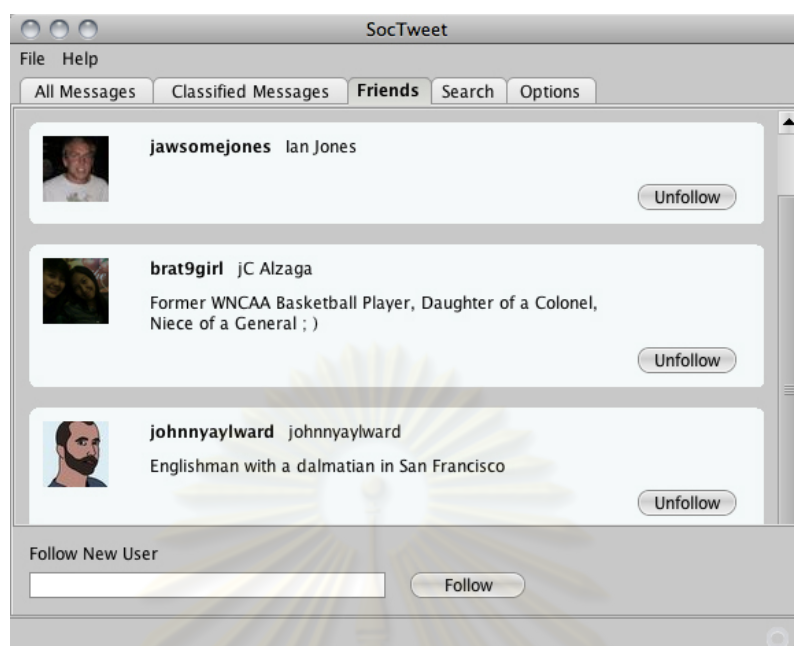 SocTweet
File Help
All Messages Classified Messages Friends Search Options
jawsomejones Ian Jones
Unfollow
brat9girl jC Alzaga
Former WNCAA Basketball Player, Daughter of a Colonel,
Niece of a General ; )
Unfollow
johnnyaylward johnnyaylward
Englishman with a dalmatian in San Francisco
Unfollow
Follow New User
Follow